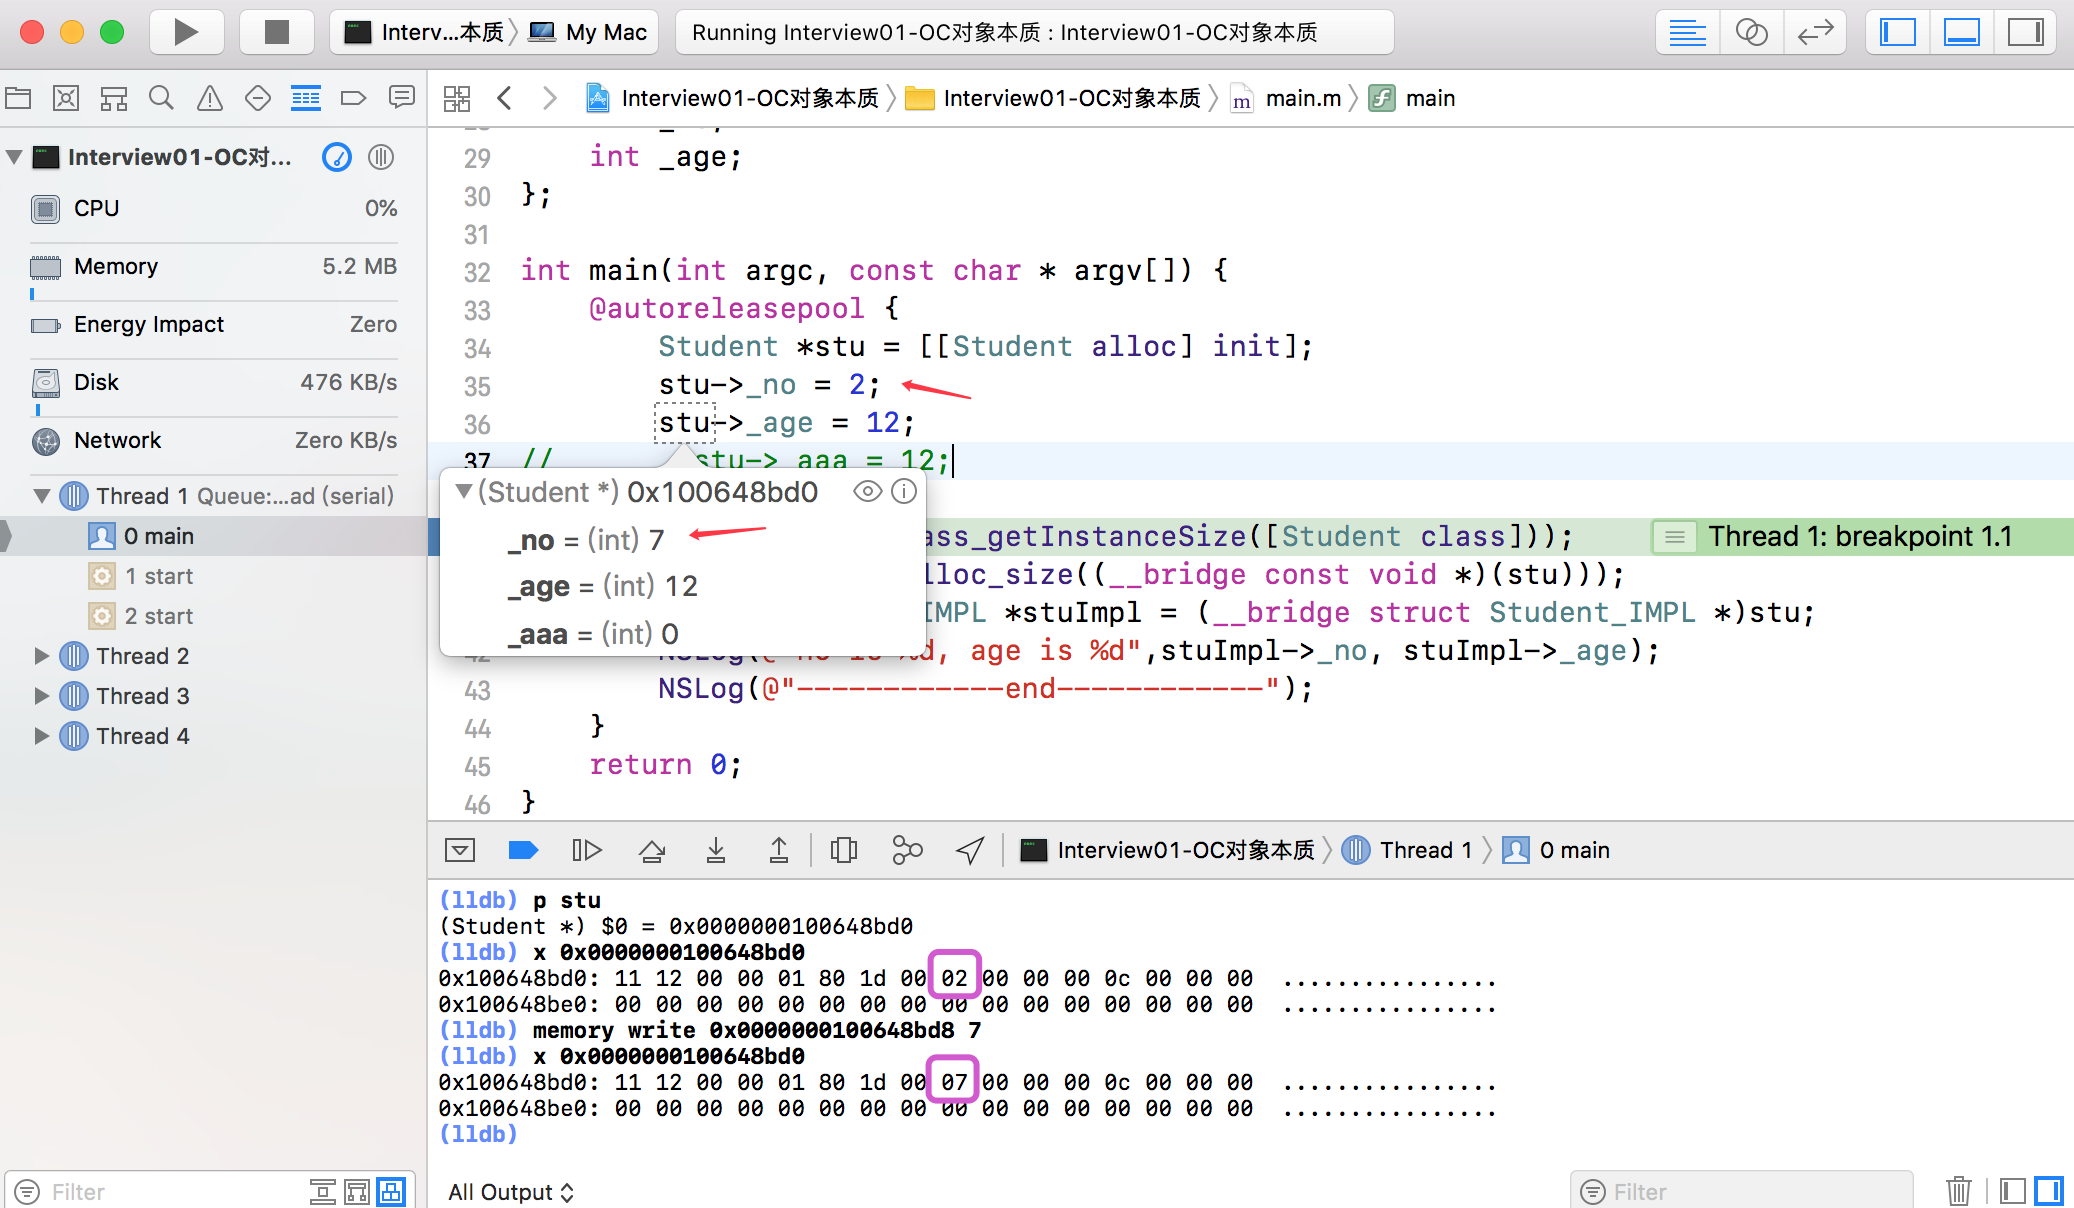 Interv...本质 〉 My Mac
Running Interview01-OC对象本质 : Interview01-OC对象本质
Interview01-OC对象本质 〉 Interview01-OC对象本质 〉 m main.m 〉 f main
Interview01-OC对...
CPU 0%
Memory 5.2 MB
Energy Impact Zero
Disk 476 KB/s
Network Zero KB/s
Thread 1 Queue:...ad (serial)
0 main
1 start
2 start
Thread 2
Thread 3
Thread 4
Filter
29 int _age;
30 };
31
32 int main(int argc, const char * argv[]) {
33 @autoreleasepool {
34 Student *stu = [[Student alloc] init];
35 stu->_no = 2;
36 stu->_age = 12;
37 // stu->_aaa = 12;
(Student *) 0x100648bd0
_no = (int) 7
_age = (int) 12
_aaa = (int) 0
ass_getInstanceSize([Student class]));
Thread 1: breakpoint 1.1
lloc_size((__bridge const void *)(stu)));
IMPL *stuImpl = (__bridge struct Student_IMPL *)stu;
42 NSLog(@"no is %d, age is %d",stuImpl->_no, stuImpl->_age);
43 NSLog(@"------------end------------");
44 }
45 return 0;
46 }
Interview01-OC对象本质 〉 Thread 1 〉 0 main
(lldb) p stu
(Student *) $0 = 0x0000000100648bd0
(lldb) x 0x0000000100648bd0
0x100648bd0: 11 12 00 00 01 80 1d 00 02 00 00 00 0c 00 00 00 ................
0x100648be0: 00 00 00 00 00 00 00 00 00 00 00 00 00 00 00 00 ................
(lldb) memory write 0x0000000100648bd8 7
(lldb) x 0x0000000100648bd0
0x100648bd0: 11 12 00 00 01 80 1d 00 07 00 00 00 0c 00 00 00 ................
0x100648be0: 00 00 00 00 00 00 00 00 00 00 00 00 00 00 00 00 ................
(lldb)
All Output
Filter